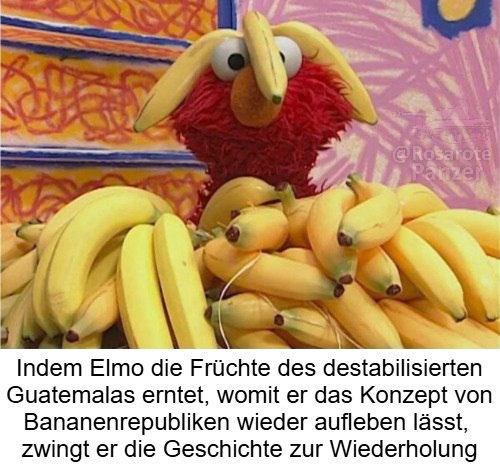 @Rosarote
Panzer
Indem Elmo die Früchte des destabilisierten
Guatemalas erntet, womit er das Konzept von
Bananenrepubliken wieder aufleben lässt,
zwingt er die Geschichte zur Wiederholung